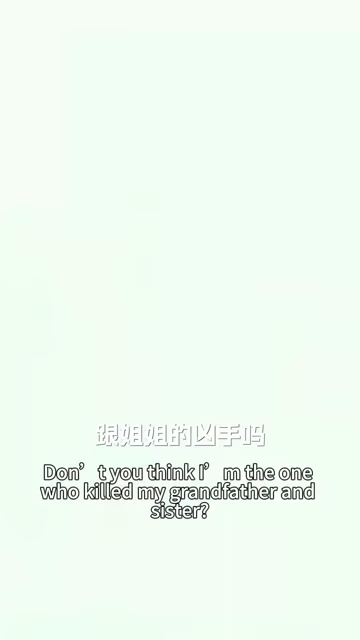 跟姐姐的凶手吗
Don’t you think I’m the one
who killed my grandfather and
sister?